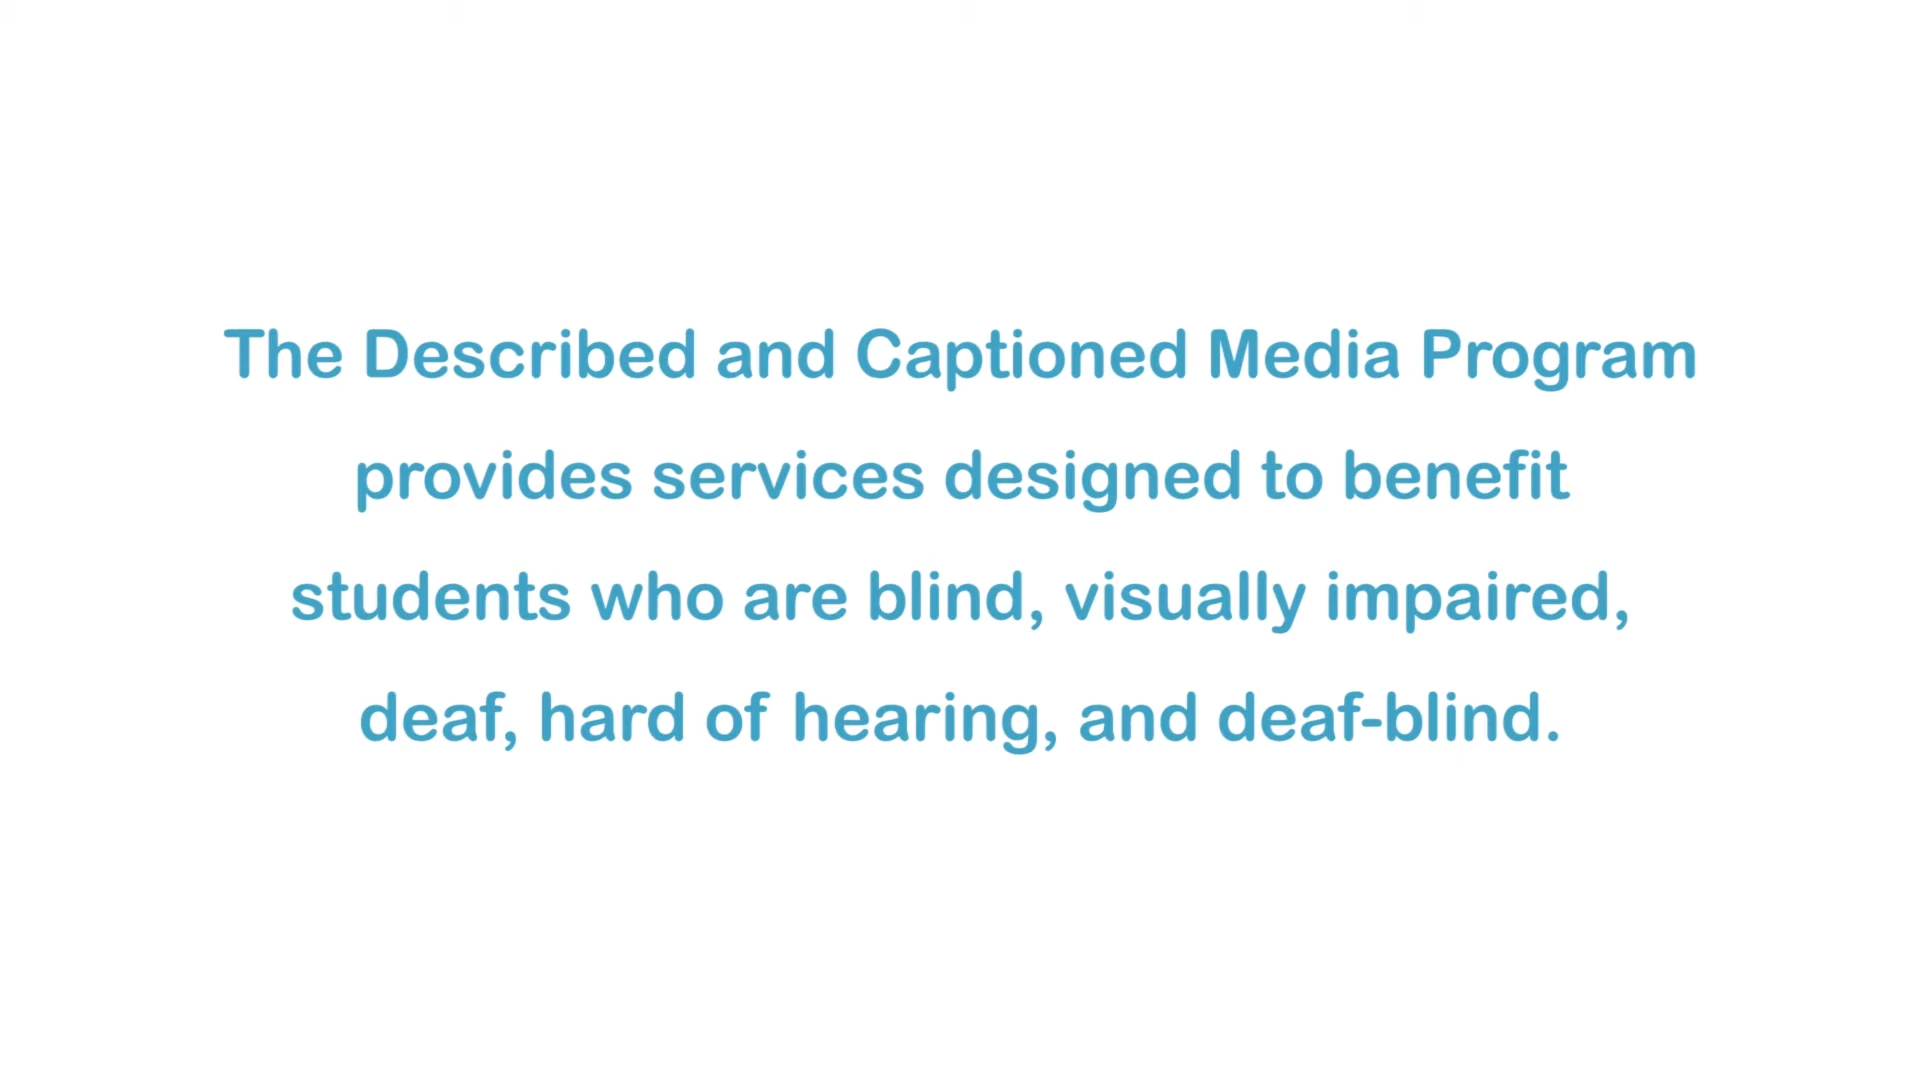 The Described and Captioned Media Program
provides services designed to benefit
students who are blind, visually impaired,
deaf, hard of hearing, and deaf-blind.